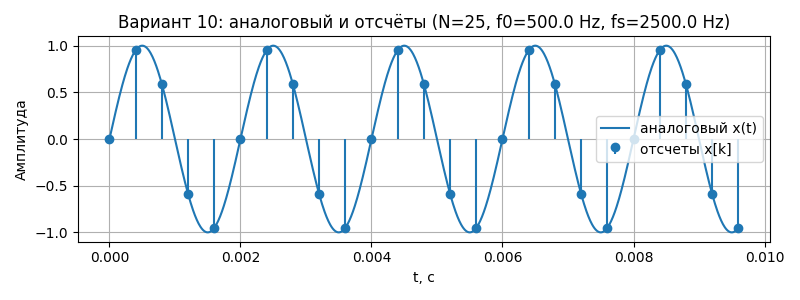 Вариант 10: аналоговый и отсчёты (N=25, f0=500.0 Hz, fs=2500.0 Hz)
Амплитуда
1.0
0.5
0.0
−0.5
−1.0
аналоговый x(t)
отсчеты x[k]
0.000 0.002 0.004 0.006 0.008 0.010
t, с